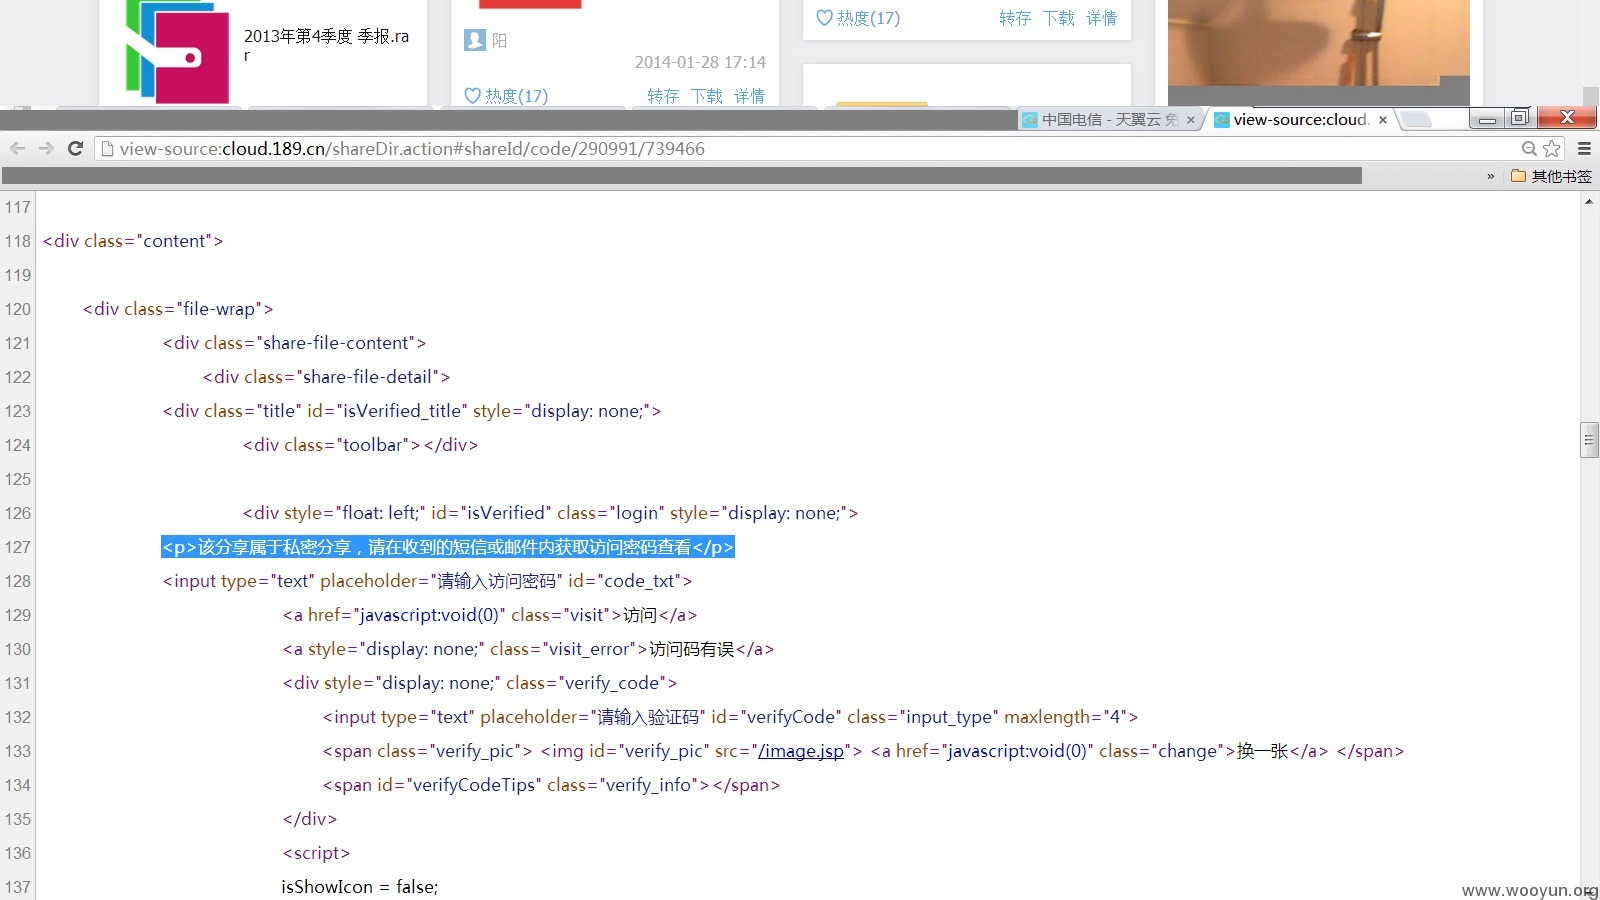 2013年第4季度 季报.ra
r
阳
2014-01-28 17:14
热度(17)
转存 下载 详情
热度(17)
转存 下载 详情
中国电信 - 天翼云 免 ×
view-source:cloud. ×
view-source:cloud.189.cn/shareDir.action#shareId/code/290991/739466
» 其他书签
117
118 <div class="content">
119
120 <div class="file-wrap">
121 <div class="share-file-content">
122 <div class="share-file-detail">
123 <div class="title" id="isVerified_title" style="display: none;">
124 <div class="toolbar"></div>
125
126 <div style="float: left;" id="isVerified" class="login" style="display: none;">
127 <p>该分享属于私密分享，请在收到的短信或邮件内获取访问密码查看</p>
128 <input type="text" placeholder="请输入访问密码" id="code_txt">
129 <a href="javascript:void(0)" class="visit">访问</a>
130 <a style="display: none;" class="visit_error">访问码有误</a>
131 <div style="display: none;" class="verify_code">
132 <input type="text" placeholder="请输入验证码" id="verifyCode" class="input_type" maxlength="4">
133 <span class="verify_pic"> <img id="verify_pic" src="/image.jsp"> <a href="javascript:void(0)" class="change">换一张</a> </span>
134 <span id="verifyCodeTips" class="verify_info"></span>
135 </div>
136 <script>
137 isShowIcon = false;
www.wooyun.org